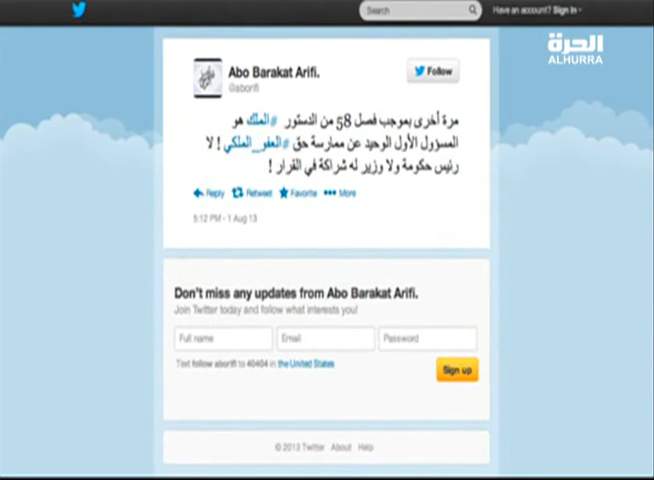 Search
Have an account? Sign in
الحرة
ALHURRA
Abo Barakat Arifi.
@aborifi
Follow
مرة أخرى بموجب فصل 58 من الدستور #الملك هو
المسؤول الأول الوحيد عن ممارسة حق #العفو_الملكي ! لا
رئيس حكومة ولا وزير له شراكة في القرار !
Reply Retweet Favorite More
5:12 PM - 1 Aug 13
Don't miss any updates from Abo Barakat Arifi.
Join Twitter today and follow what interests you!
Full name Email Password
Text follow aborifi to 40404 in the United States
Sign up
© 2013 Twitter About Help